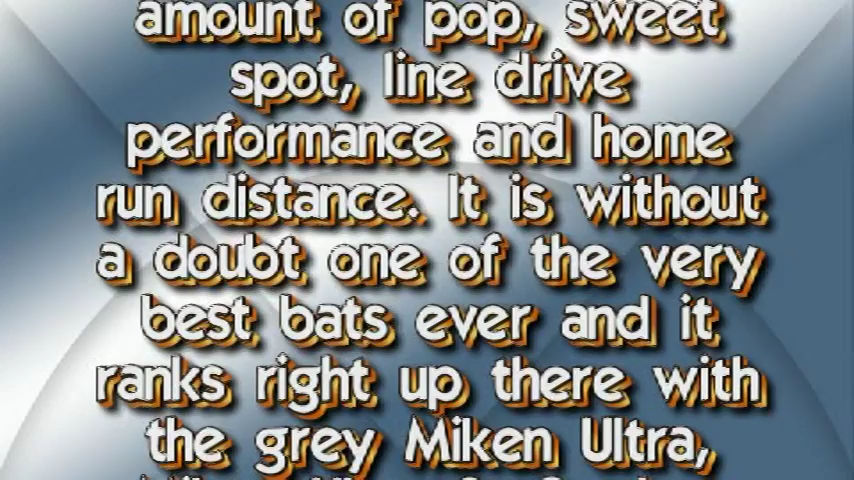 amount of pop, sweet
spot, line drive
performance and home
run distance. It is without
a doubt one of the very
best bats ever and it
ranks right up there with
the grey Miken Ultra,